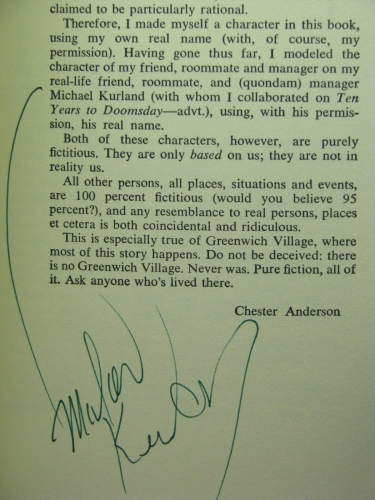 claimed to be particularly rational.
Therefore, I made myself a character in this book,
using my own real name (with, of course, my
permission). Having gone thus far, I modeled the
character of my friend, roommate and manager on my
real-life friend, roommate, and (quondam) manager
Michael Kurland (with whom I collaborated on Ten
Years to Doomsday—advt.), using, with his permis-
sion, his real name.
Both of these characters, however, are purely
fictitious. They are only based on us; they are not in
reality us.
All other persons, all places, situations and events,
are 100 percent fictitious (would you believe 95
percent?), and any resemblance to real persons, places
et cetera is both coincidental and ridiculous.
This is especially true of Greenwich Village, where
most of this story happens. Do not be deceived: there
is no Greenwich Village. Never was. Pure fiction, all of
it. Ask anyone who's lived there.
Chester Anderson